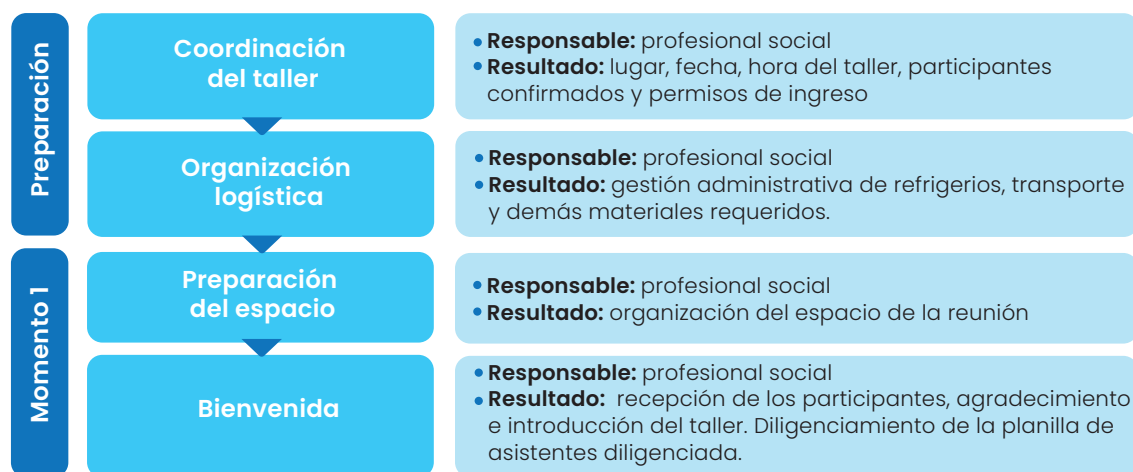 Preparación
Coordinación
del taller
• Responsable: profesional social
• Resultado: lugar, fecha, hora del taller, participantes
confirmados y permisos de ingreso
Organización
logística
• Responsable: profesional social
• Resultado: gestión administrativa de refrigerios, transporte
y demás materiales requeridos.
Momento 1
Preparación
del espacio
• Responsable: profesional social
• Resultado: organización del espacio de la reunión
Bienvenida
• Responsable: profesional social
• Resultado: recepción de los participantes, agradecimiento
e introducción del taller. Diligenciamiento de la planilla de
asistentes diligenciada.